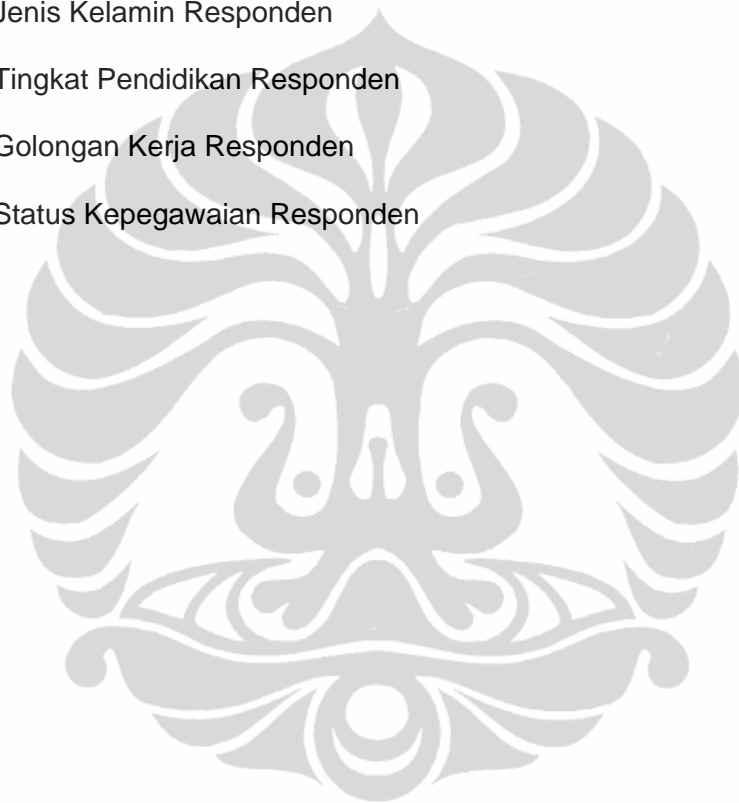 Jenis Kelamin Responden
Tingkat Pendidikan Responden
Golongan Kerja Responden
Status Kepegawaian Responden